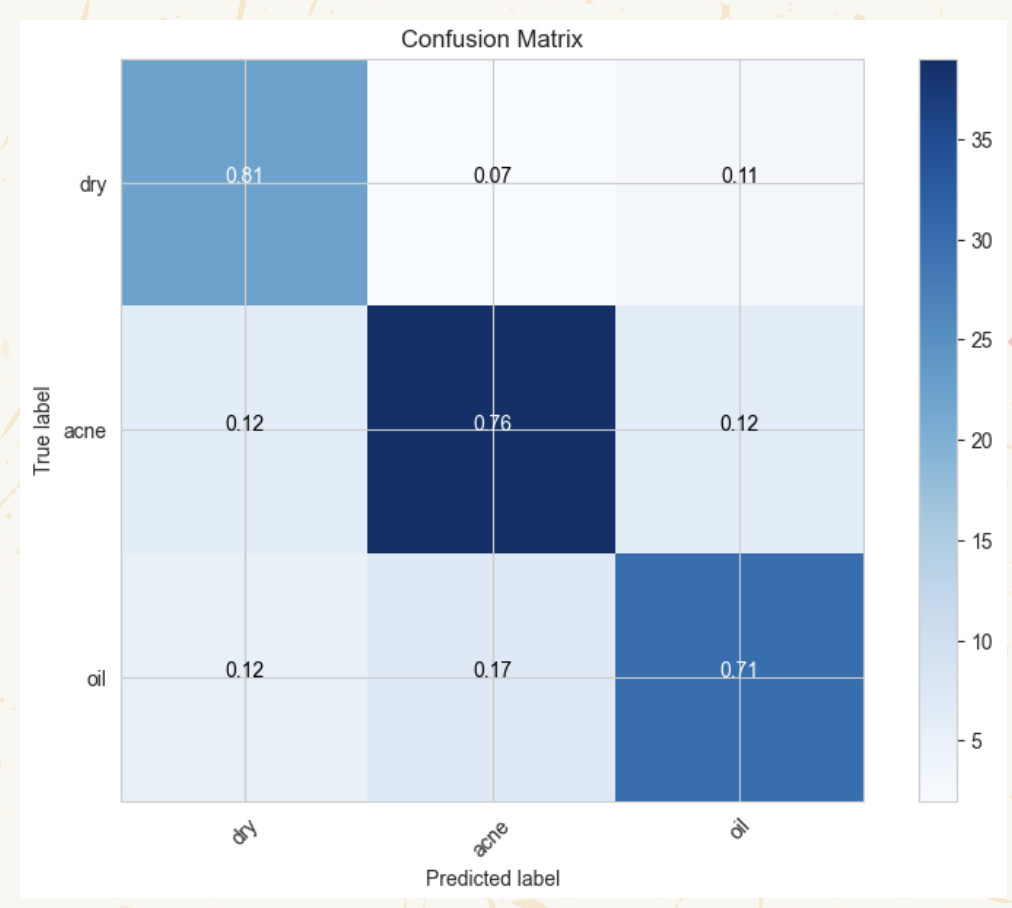 Confusion Matrix
dry
0.81
0.07
0.11
acne
0.12
0.76
0.12
oil
0.12
0.17
0.71
dry
acne
oil
True label
Predicted label
35
30
25
20
15
10
5